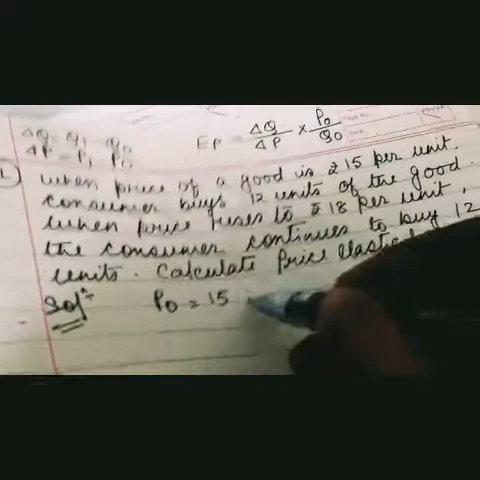 ΔQ = Q1 Q0
ΔP = P1 P0
EP = ΔQ/ΔP × P0/Q0
1. When price of a good is ₹15 per unit.
consumer buys 12 units of the good.
When price rises to ₹18 per unit,
the consumer continues to buy 12
units. Calculate price
Solⁿ P0 = 15